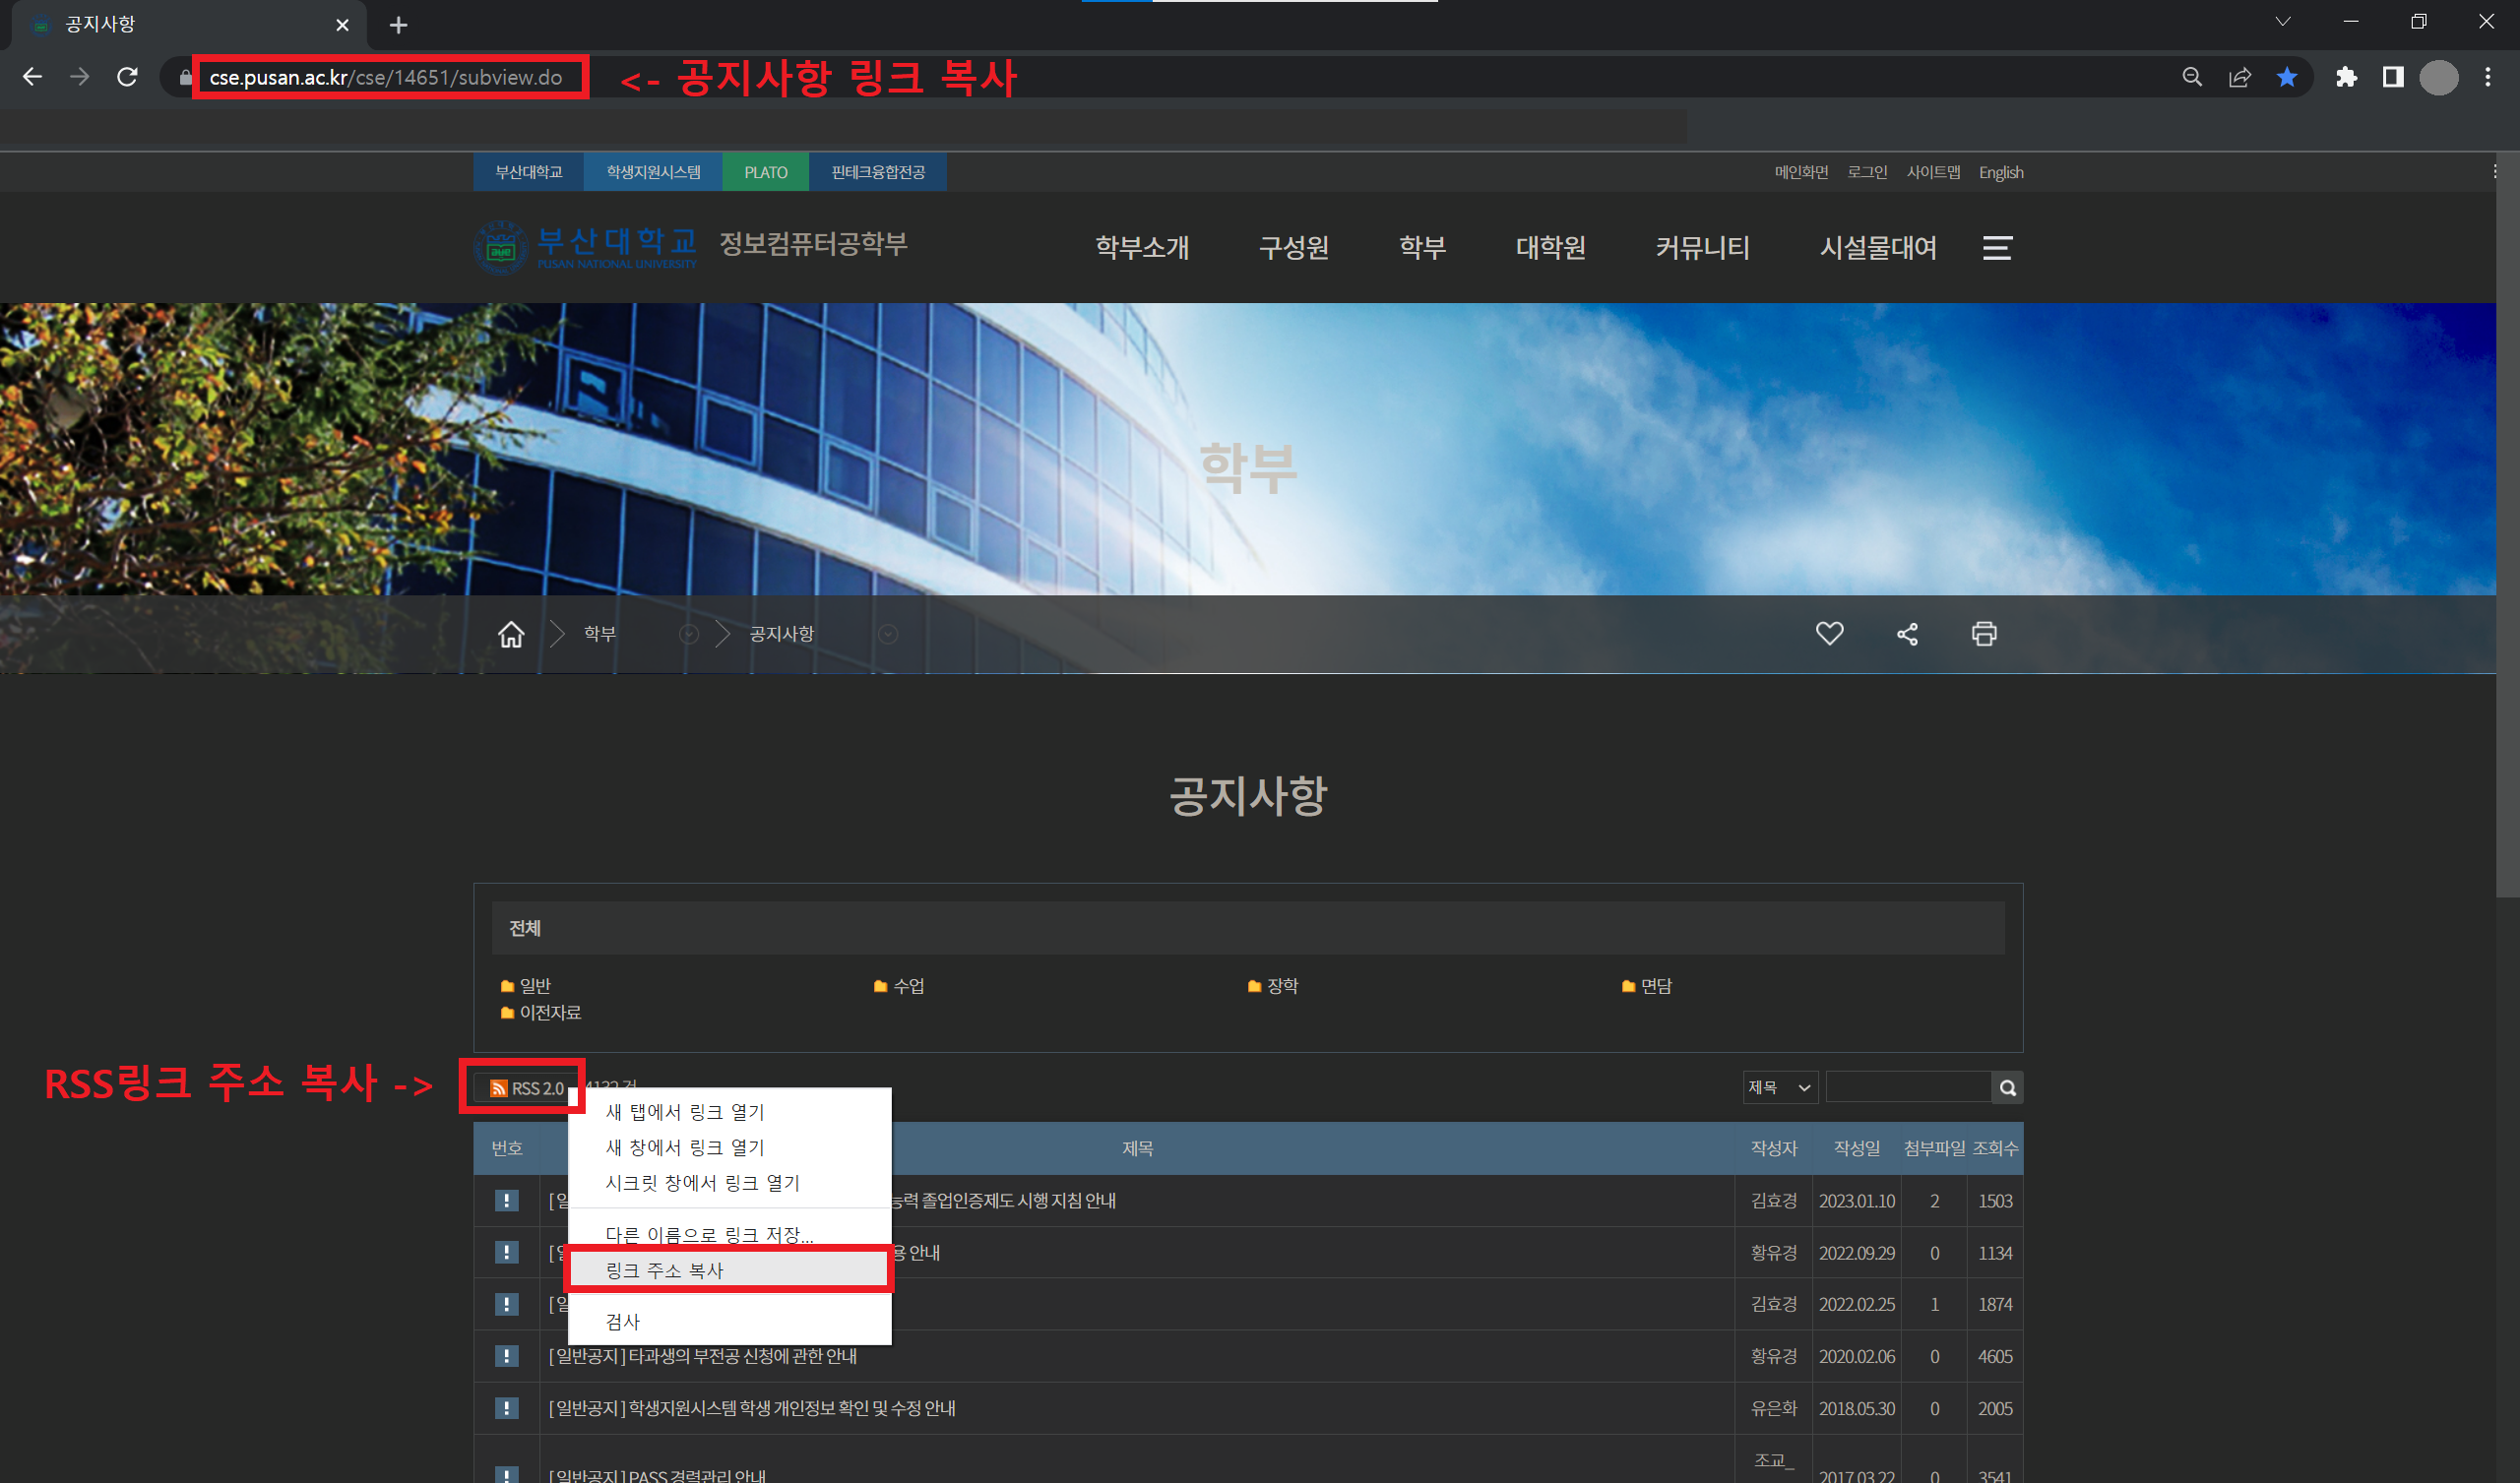 공지사항
cse.pusan.ac.kr/cse/14651/subview.do <- 공지사항 링크 복사
부산대학교 학생지원시스템 PLATO 핀테크융합전공 메인화면 로그인 사이트맵 English
부산대학교 정보컴퓨터공학부 학부소개 구성원 학부 대학원 커뮤니티 시설물대여
PUSAN NATIONAL UNIVERSITY
학부
학부 공지사항
공지사항
전체
일반 수업 장학 면담
이전자료
RSS링크 주소 복사 -> RSS 2.0 제목
새 탭에서 링크 열기
새 창에서 링크 열기
시크릿 창에서 링크 열기
다른 이름으로 링크 저장...
링크 주소 복사
검사
번호 제목 작성자 작성일 첨부파일 조회수
능력 졸업인증제도 시행 지침 안내 김효경 2023.01.10 2 1503
용 안내 황유경 2022.09.29 0 1134
김효경 2022.02.25 1 1874
[ 일반공지 ] 타과생의 부전공 신청에 관한 안내 황유경 2020.02.06 0 4605
[ 일반공지 ] 학생지원시스템 학생 개인정보 확인 및 수정 안내 유은화 2018.05.30 0 2005
[ 일반공지 ] PASS 경력관리 안내 조교_ 2017.03.22 0 3541